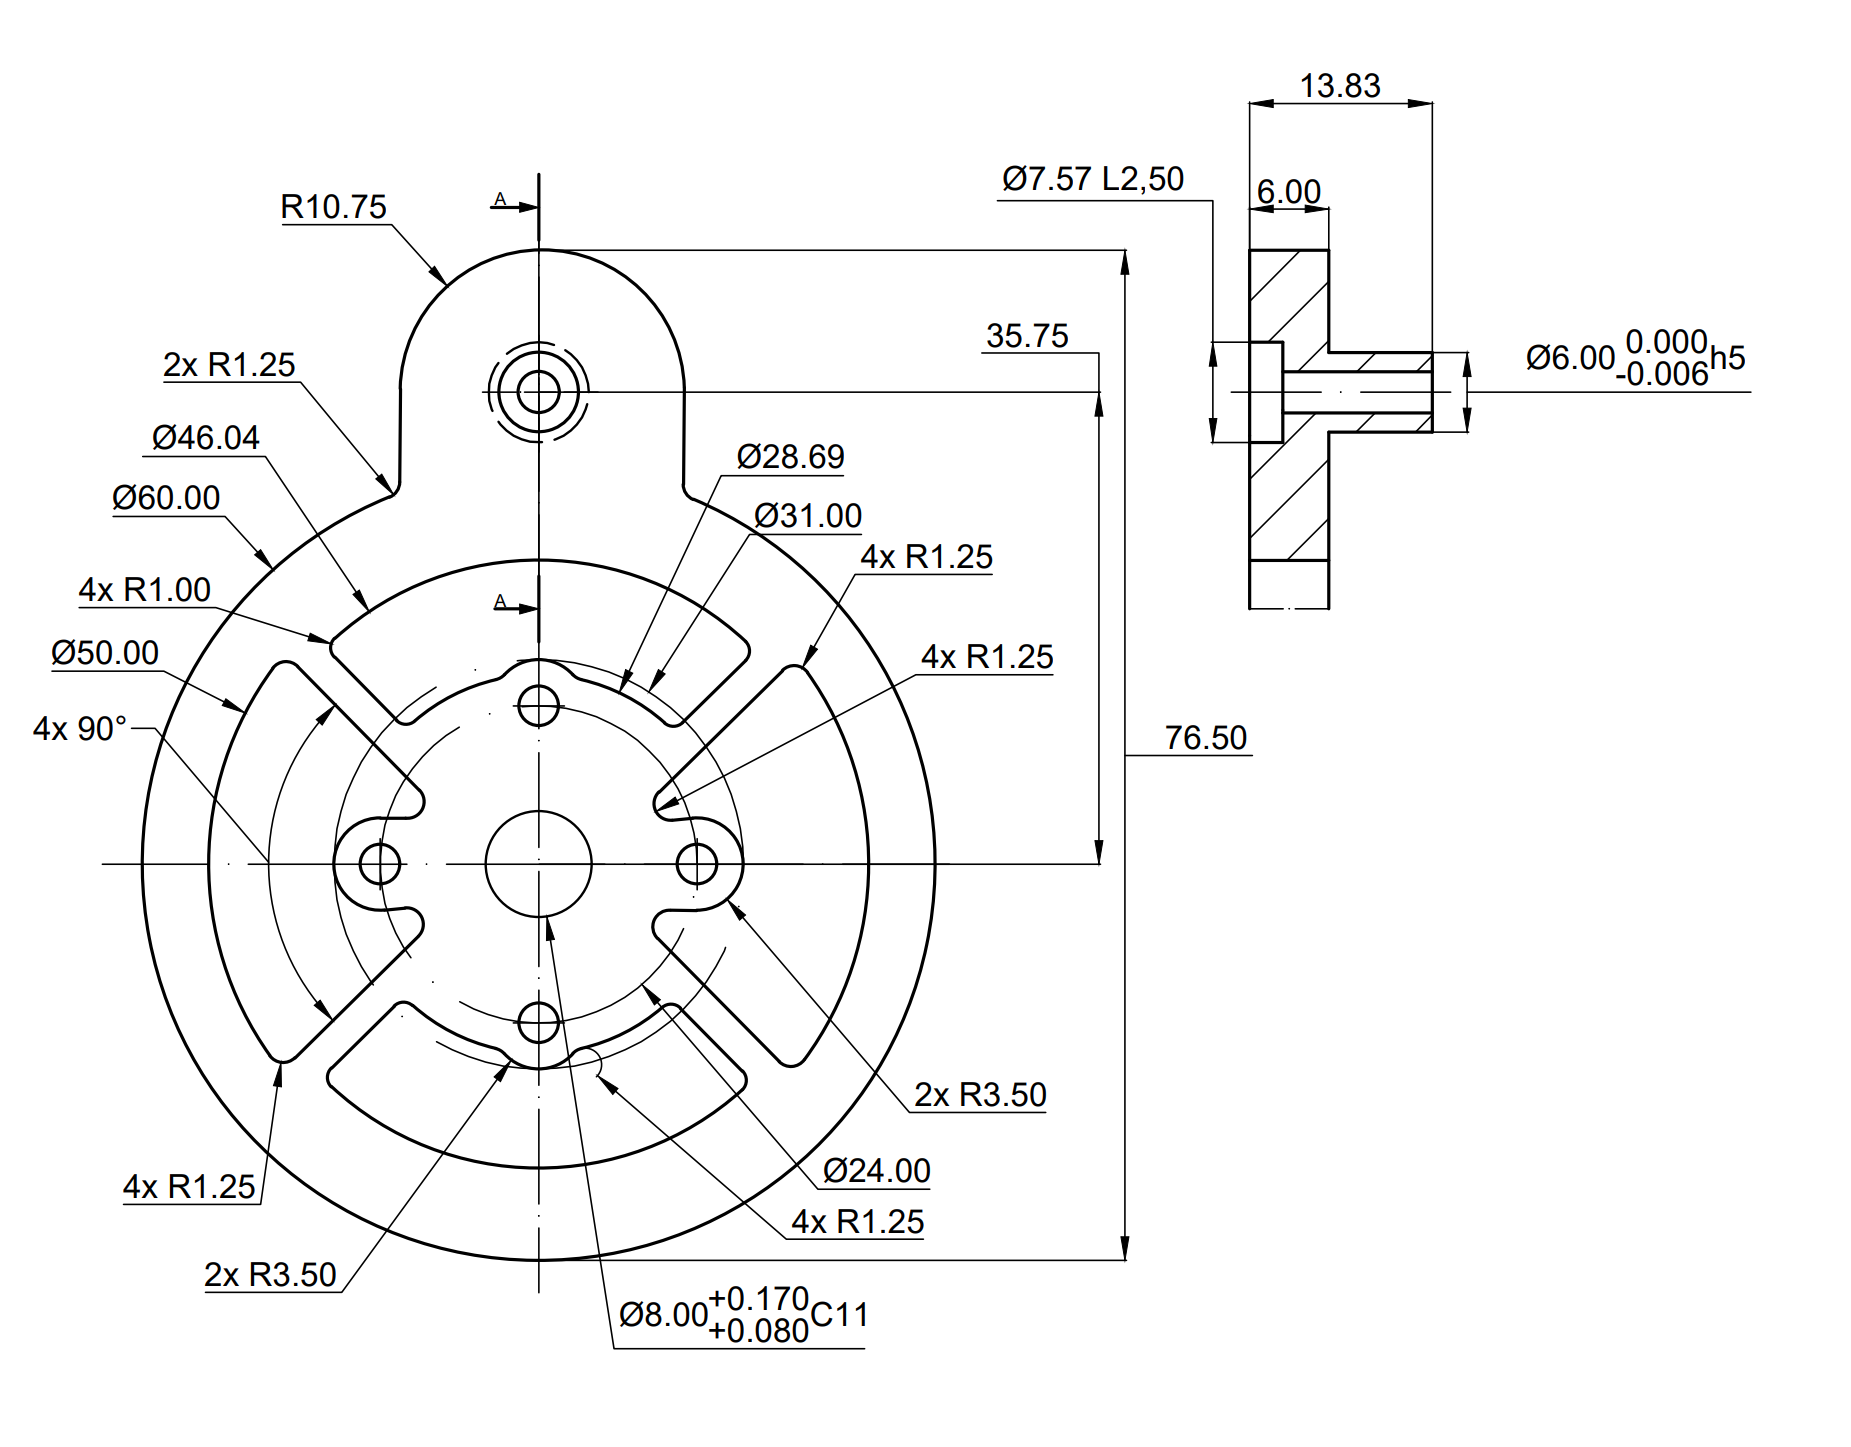 13.83
Ø7.57 L2,50
6.00
A
R10.75
35.75
0.000
Ø6.00 h5
-0.006
2x R1.25
Ø46.04
Ø28.69
Ø60.00
Ø31.00
4x R1.25
4x R1.00
A
Ø50.00
4x R1.25
4x 90°
76.50
2x R3.50
Ø24.00
4x R1.25
4x R1.25
2x R3.50
+0.170
Ø8.00 C11
+0.080